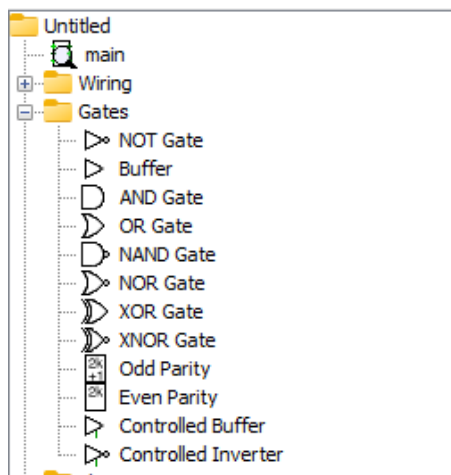 Untitled
main
Wiring
Gates
NOT Gate
Buffer
AND Gate
OR Gate
NAND Gate
NOR Gate
XOR Gate
XNOR Gate
2k
+1
Odd Parity
2k
Even Parity
Controlled Buffer
Controlled Inverter